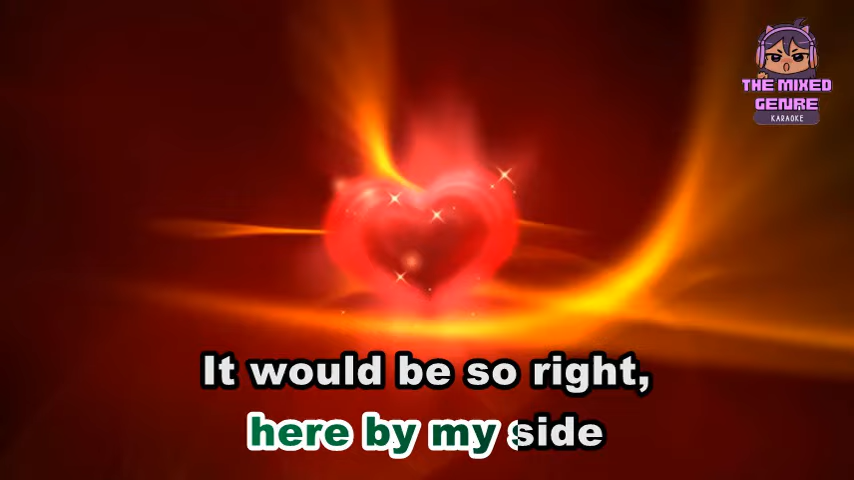 THE MIXED
GENRE
KARAOKE
It would be so right,
here by my side